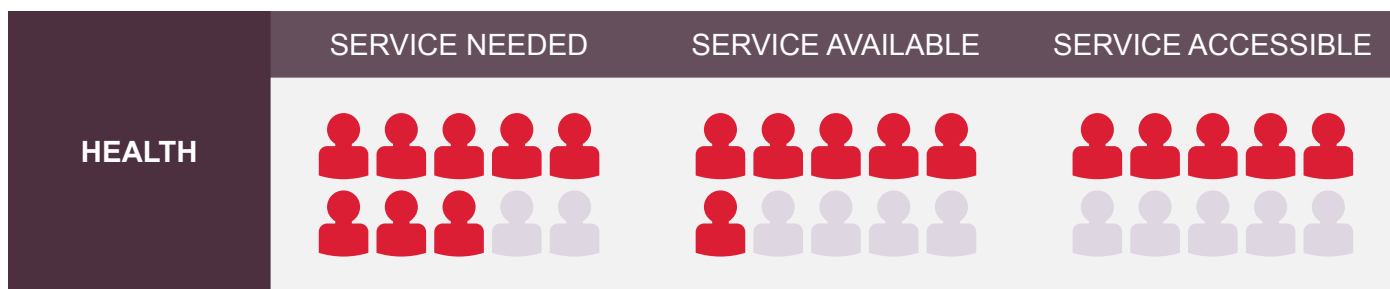 SERVICE NEEDED
SERVICE AVAILABLE
SERVICE ACCESSIBLE
HEALTH